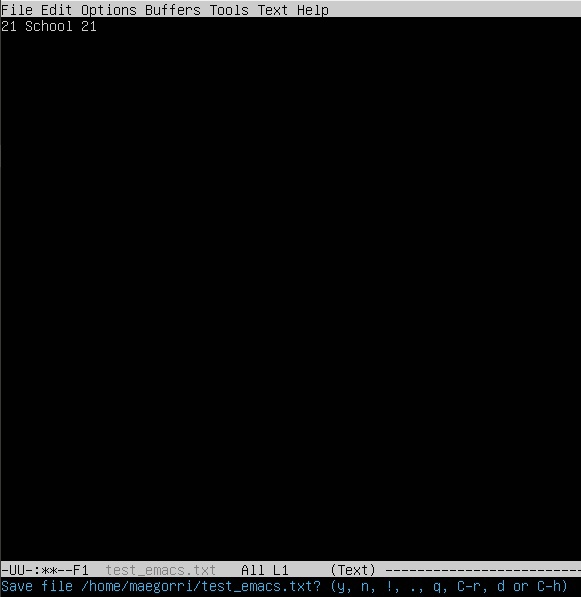 File Edit Options Buffers Tools Text Help
21 School 21
-UU-:**--F1  test_emacs.txt   All L1     (Text) ------------------------
Save file /home/maegorri/test_emacs.txt? (y, n, !, ., q, C-r, d or C-h)